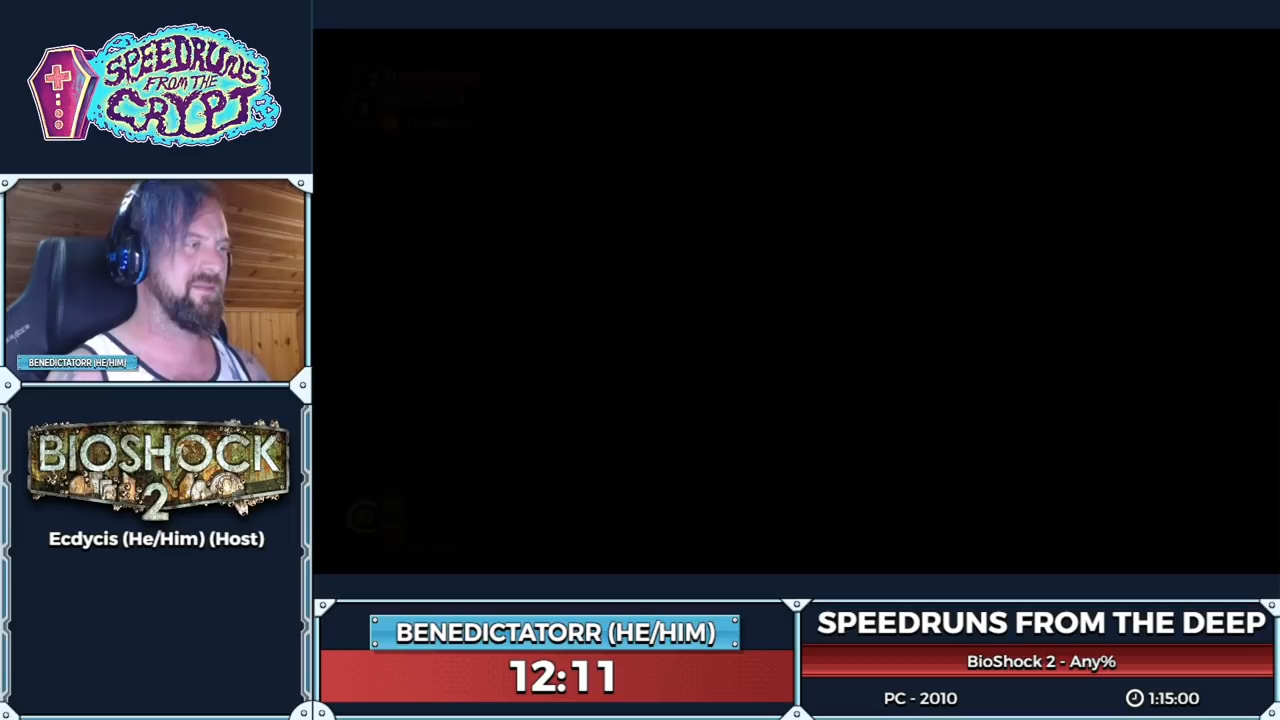 SPEEDRUNS
FROM THE
CRYPT
BENEDICTATORR (HE/HIM)
BIOSHOCK
2
Ecdycis (He/Him) (Host)
BENEDICTATORR (HE/HIM)
12:11
SPEEDRUNS FROM THE DEEP
BioShock 2 - Any%
PC - 2010
1:15:00